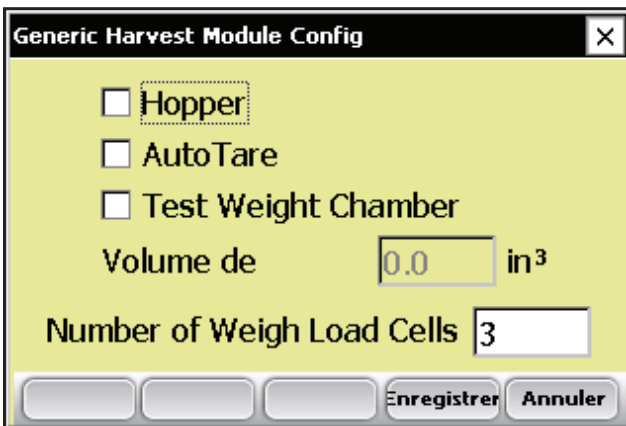 Generic Harvest Module Config
Hopper
AutoTare
Test Weight Chamber
Volume de 0.0 in³
Number of Weigh Load Cells 3
Enregistrer Annuler